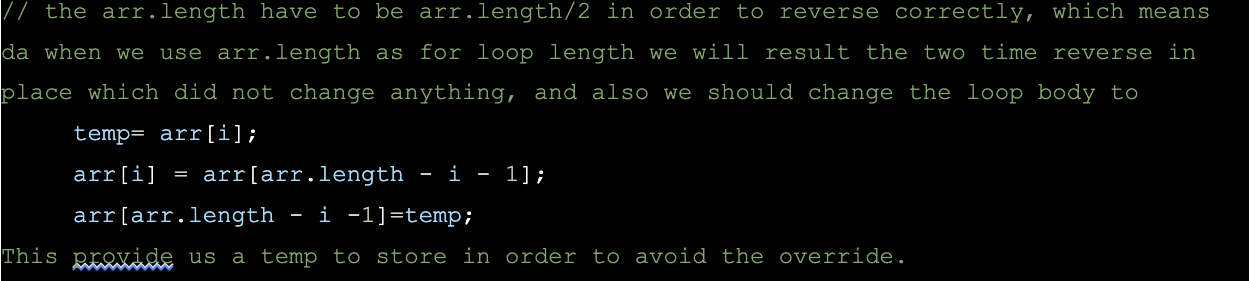 // the arr.length have to be arr.length/2 in order to reverse correctly, which means
da when we use arr.length as for loop length we will result the two time reverse in
place which did not change anything, and also we should change the loop body to
temp= arr[i];
arr[i] = arr[arr.length - i - 1];
arr[arr.length - i -1]=temp;
This provide us a temp to store in order to avoid the override.